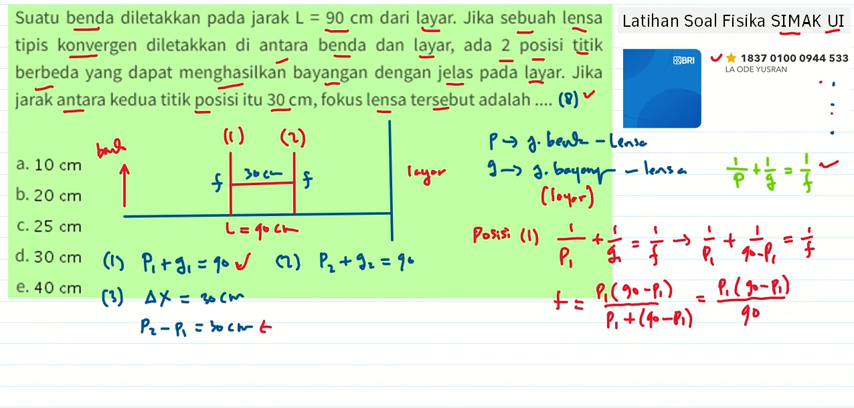 Suatu benda diletakkan pada jarak L = 90 cm dari layar. Jika sebuah lensa
tipis konvergen diletakkan di antara benda dan layar, ada 2 posisi titik
berbeda yang dapat menghasilkan bayangan dengan jelas pada layar. Jika
jarak antara kedua titik posisi itu 30 cm, fokus lensa tersebut adalah .... (8) ✓
Latihan Soal Fisika SIMAK UI
BRI
✓ ⭐ 1837 0100 0944 533
LA ODE YUSRAN
a. 10 cm
b. 20 cm
c. 25 cm
d. 30 cm
e. 40 cm
(1) (2)
f 30 cm f
layar
L = 90 cm
(1) P₁ + q₁ = 90 ✓ (2) P₂ + q₂ = 90
(3) ΔX = 30 cm
P₂ - P₁ = 30 cm
P → j. benda - Lensa
q → j. bayang - lensa
(layar)
1/P + 1/q = 1/f ✓
Posisi (1) 1/P₁ + 1/q₁ = 1/f → 1/P₁ + 1/(90-P₁) = 1/f
f = P₁(90-P₁) / (P₁ + (90-P₁)) = P₁(90-P₁) / 90